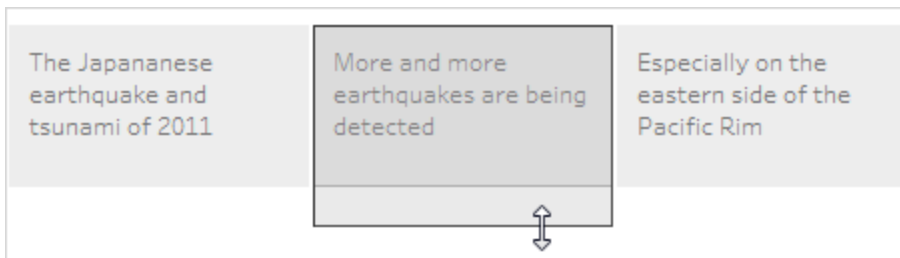 The Japananese
earthquake and
tsunami of 2011
More and more
earthquakes are being
detected
Especially on the
eastern side of the
Pacific Rim